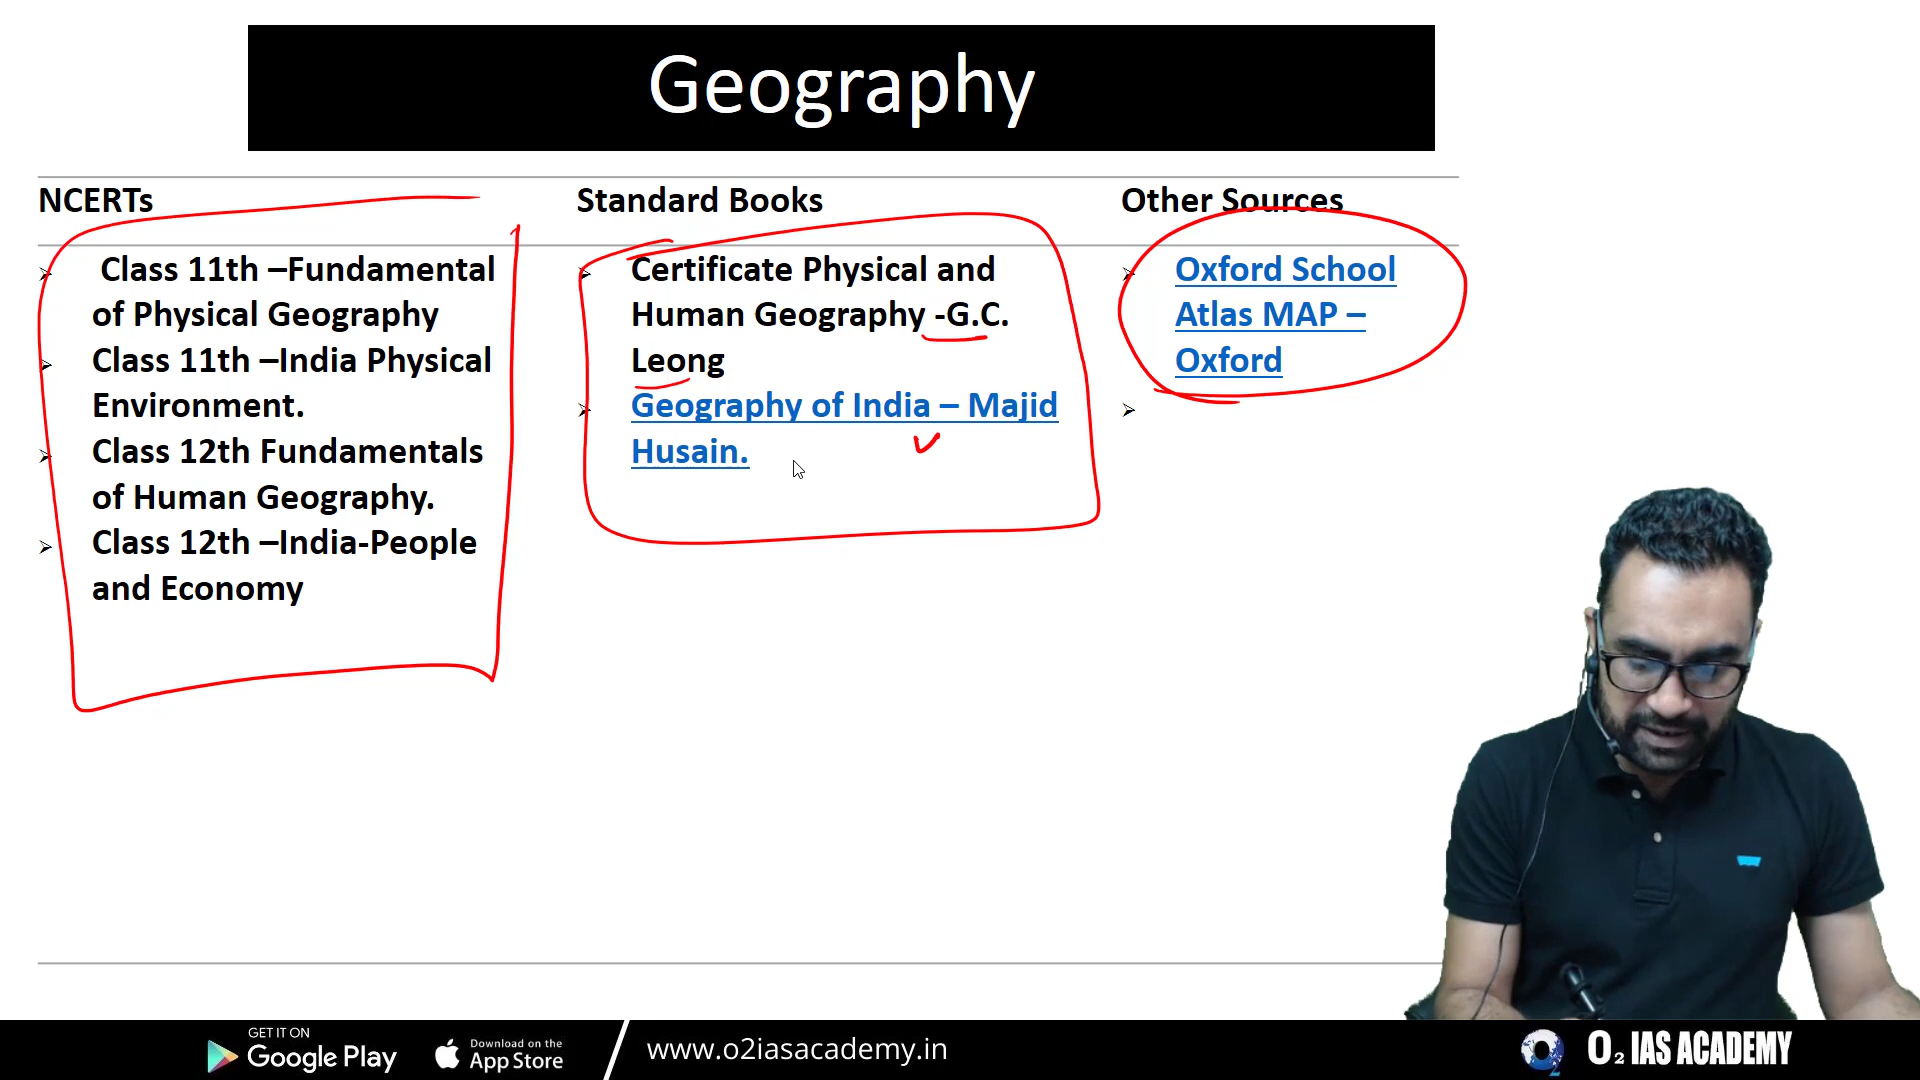 Geography
NCERTs
Class 11th –Fundamental
of Physical Geography
Class 11th –India Physical
Environment.
Class 12th Fundamentals
of Human Geography.
Class 12th –India-People
and Economy
Standard Books
Certificate Physical and
Human Geography -G.C.
Leong
Geography of India – Majid
Husain.
Other Sources
Oxford School
Atlas MAP –
Oxford
GET IT ON
Google Play
Download on the
App Store
www.o2iasacademy.in
O2 IAS ACADEMY